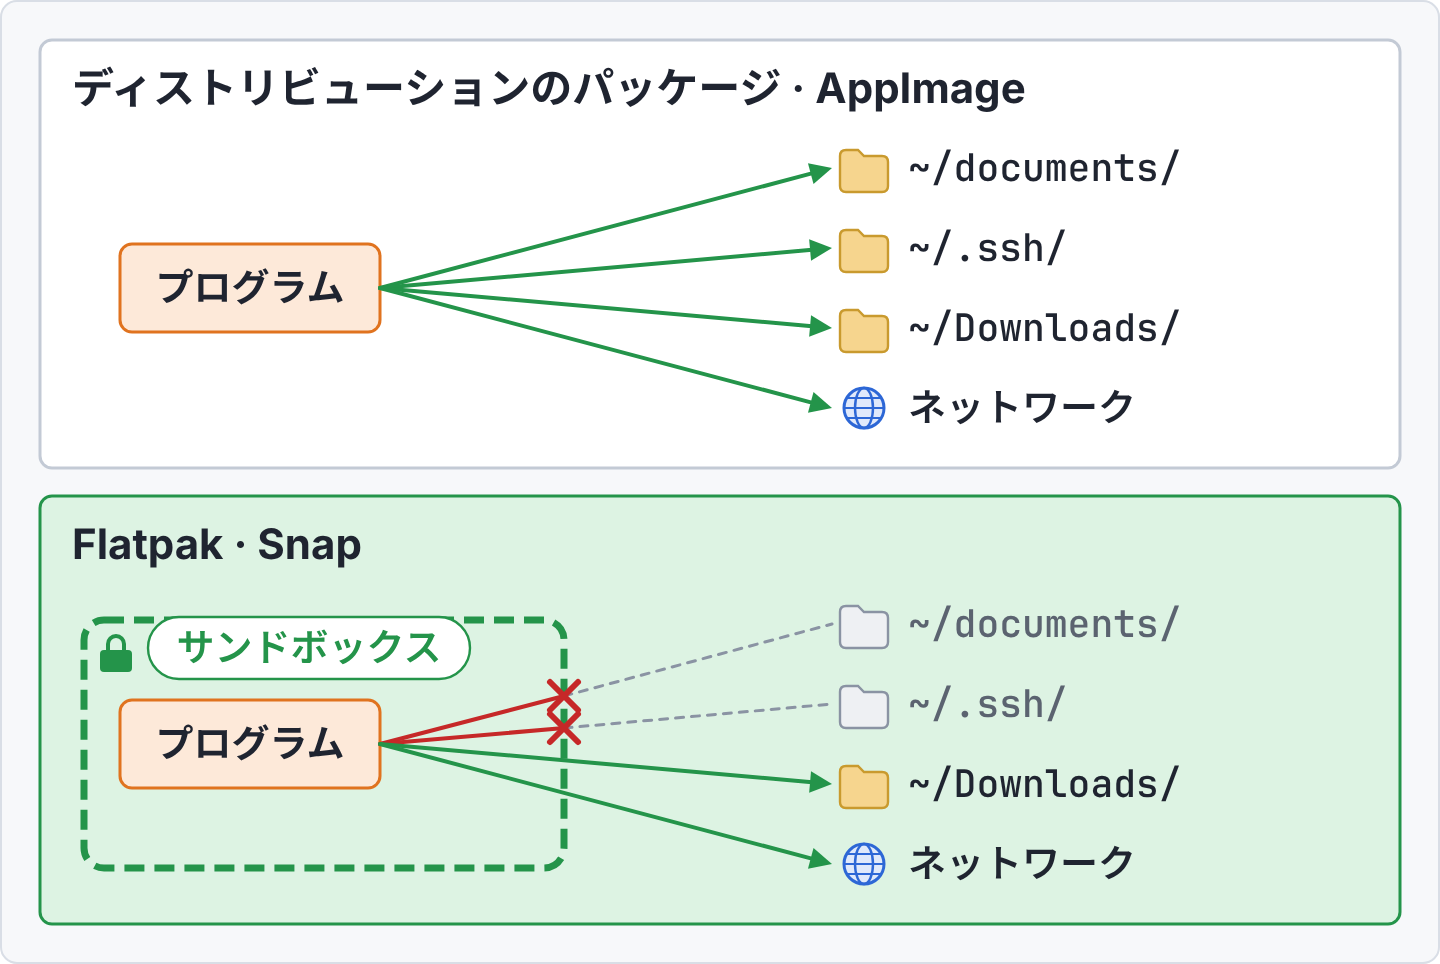 ディストリビューションのパッケージ · AppImage
~/documents/
~/.ssh/
プログラム
~/Downloads/
ネットワーク
Flatpak · Snap
~/documents/
サンドボックス
~/.ssh/
プログラム
~/Downloads/
ネットワーク